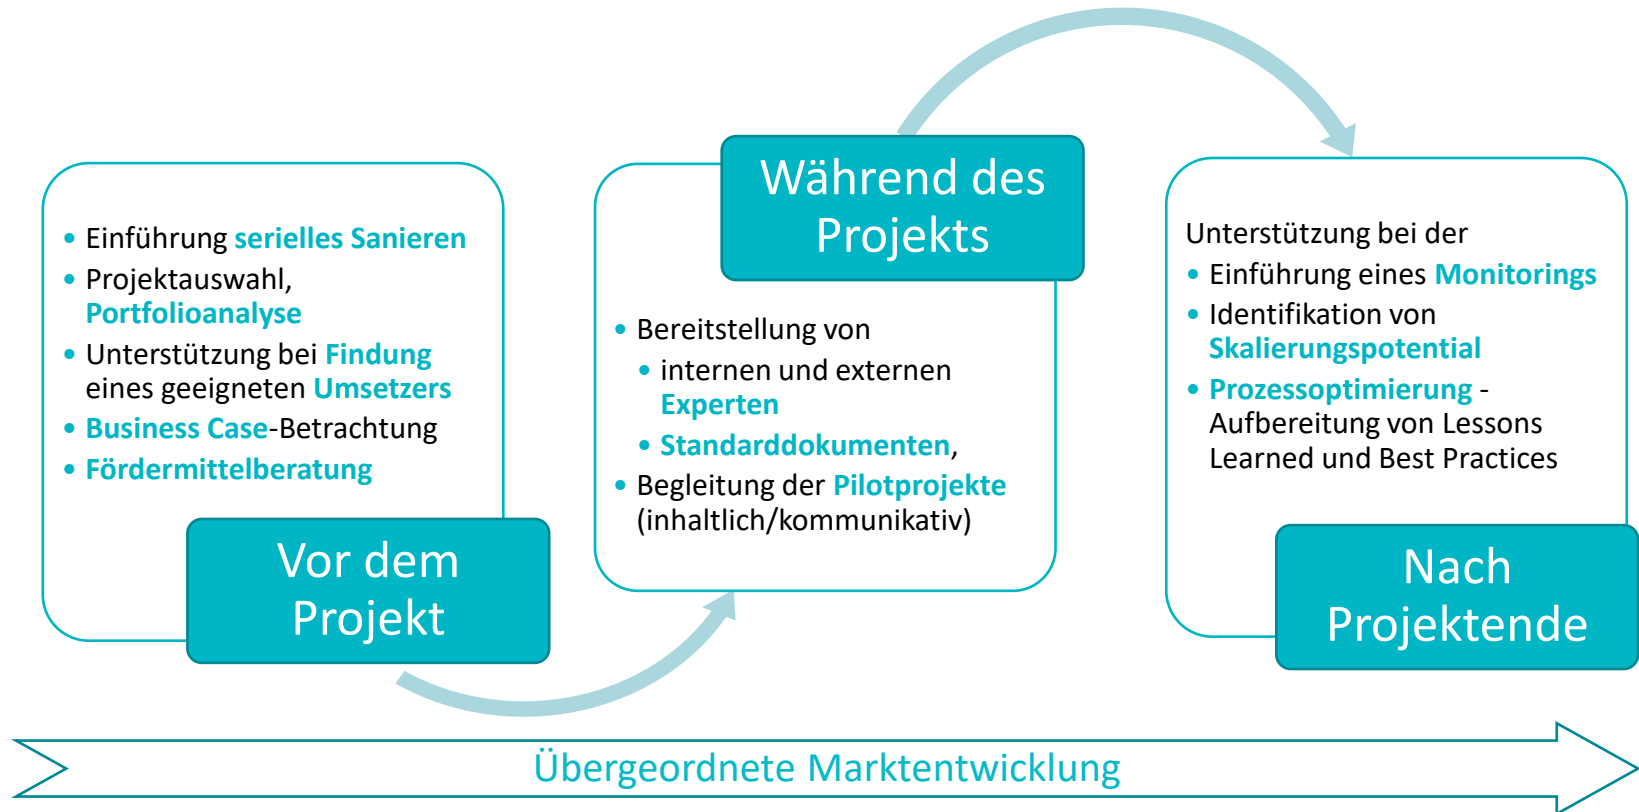 • Einführung serielles Sanieren
• Projektauswahl,
Portfolioanalyse
• Unterstützung bei Findung
eines geeigneten Umsetzers
• Business Case-Betrachtung
• Fördermittelberatung
Vor dem
Projekt
Während des
Projekts
• Bereitstellung von
• internen und externen
Experten
• Standarddokumenten,
• Begleitung der Pilotprojekte
(inhaltlich/kommunikativ)
Unterstützung bei der
• Einführung eines Monitorings
• Identifikation von
Skalierungspotential
• Prozessoptimierung -
Aufbereitung von Lessons
Learned und Best Practices
Nach
Projektende
Übergeordnete Marktentwicklung